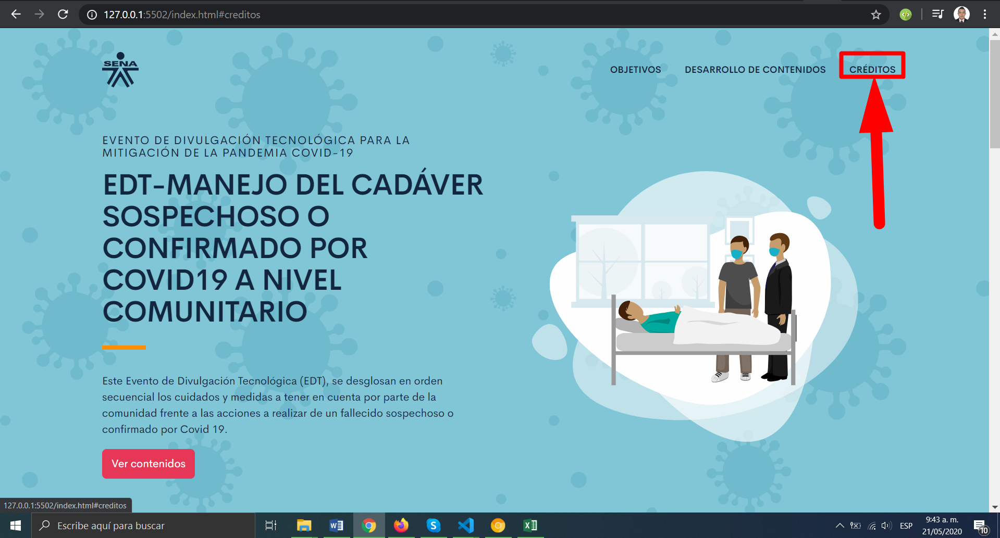 127.0.0.1:5502/index.html#creditos
SENA
OBJETIVOS
DESARROLLO DE CONTENIDOS
CRÉDITOS
EVENTO DE DIVULGACIÓN TECNOLÓGICA PARA LA
MITIGACIÓN DE LA PANDEMIA COVID-19
EDT-MANEJO DEL CADÁVER
SOSPECHOSO O
CONFIRMADO POR
COVID19 A NIVEL
COMUNITARIO
Este Evento de Divulgación Tecnológica (EDT), se desglosan en orden
secuencial los cuidados y medidas a tener en cuenta por parte de la
comunidad frente a las acciones a realizar de un fallecido sospechoso o
confirmado por Covid 19.
Ver contenidos
127.0.0.1:5502/index.html#creditos
Escribe aquí para buscar
ESP
9:43 a. m.
21/05/2020
10